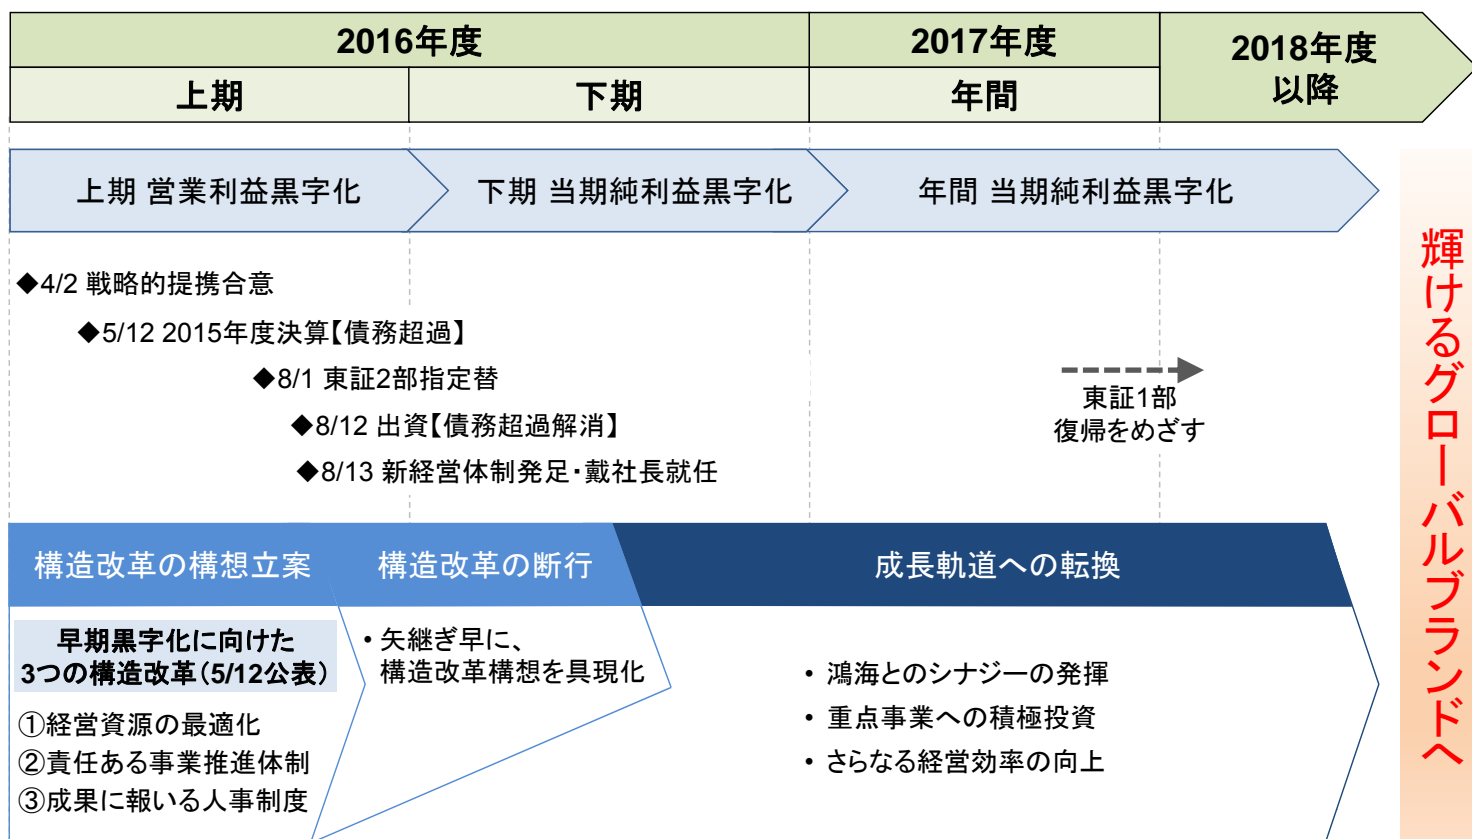 2016年度
2017年度
2018年度
以降
上期
下期
年間
上期 営業利益黒字化
下期 当期純利益黒字化
年間 当期純利益黒字化
◆4/2 戦略的提携合意
◆5/12 2015年度決算【債務超過】
◆8/1 東証2部指定替
◆8/12 出資【債務超過解消】
◆8/13 新経営体制発足・戴社長就任
東証1部
復帰をめざす
構造改革の構想立案
構造改革の断行
成長軌道への転換
早期黒字化に向けた
3つの構造改革（5/12公表）
①経営資源の最適化
②責任ある事業推進体制
③成果に報いる人事制度
・矢継ぎ早に、
構造改革構想を具現化
・鴻海とのシナジーの発揮
・重点事業への積極投資
・さらなる経営効率の向上
輝けるグローバルブランドへ